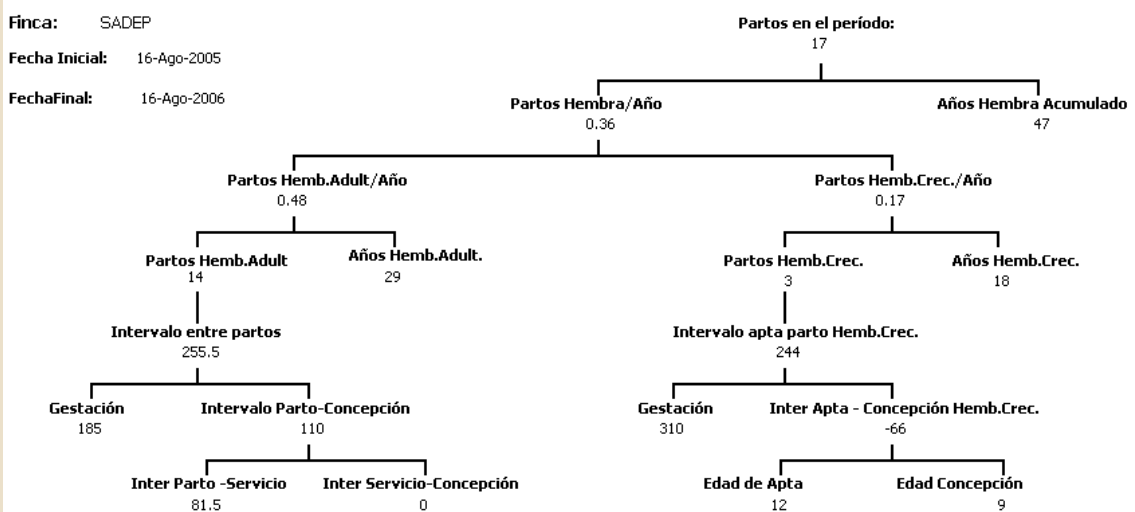 Finca: SADEP
Partos en el período:
17
Fecha Inicial: 16-Ago-2005
FechaFinal: 16-Ago-2006
Partos Hembra/Año
0.36
Años Hembra Acumulado
47
Partos Hemb.Adult/Año
0.48
Partos Hemb.Crec./Año
0.17
Partos Hemb.Adult
14
Años Hemb.Adult.
29
Partos Hemb.Crec.
3
Años Hemb.Crec.
18
Intervalo entre partos
255.5
Intervalo apta parto Hemb.Crec.
244
Gestación
185
Intervalo Parto-Concepción
110
Gestación
310
Inter Apta - Concepción Hemb.Crec.
-66
Inter Parto -Servicio
81.5
Inter Servicio-Concepción
0
Edad de Apta
12
Edad Concepción
9